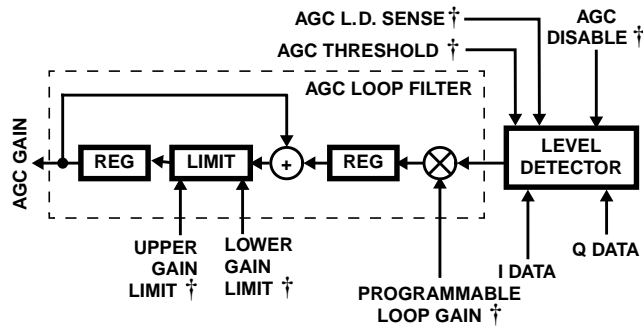 AGC L.D. SENSE †
AGC THRESHOLD †
AGC
DISABLE †
AGC LOOP FILTER
AGC GAIN
REG
LIMIT
+
REG
LEVEL
DETECTOR
UPPER
GAIN
LIMIT †
LOWER
GAIN
LIMIT †
PROGRAMMABLE
LOOP GAIN †
I DATA
Q DATA